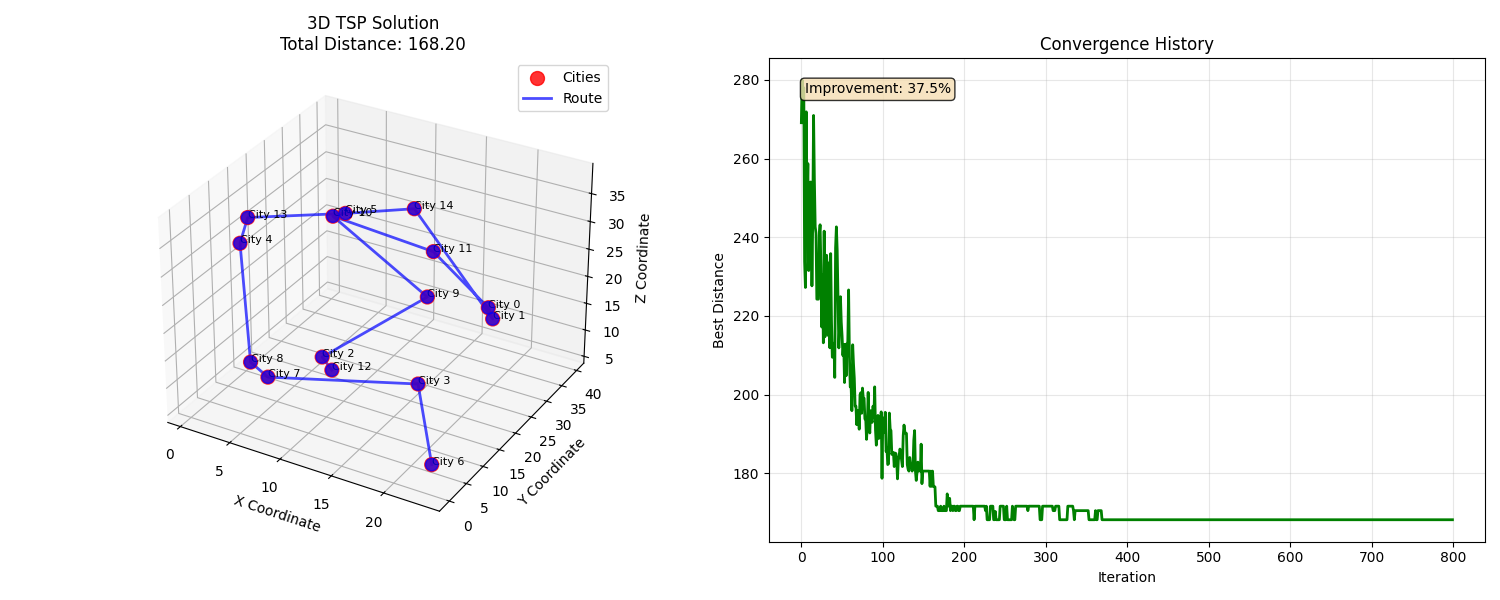 3D TSP Solution
Total Distance: 168.20
Cities
Route
City 13
City 5
City 14
City 4
City 11
City 9
City 0
City 1
City 2
City 8
City 12
City 7
City 3
City 6
0
5
10
15
20
X Coordinate
0
5
10
15
20
25
30
35
40
Y Coordinate
5
10
15
20
25
30
35
Z Coordinate
Convergence History
Improvement: 37.5%
280
260
240
220
200
180
Best Distance
0 100 200 300 400 500 600 700 800
Iteration